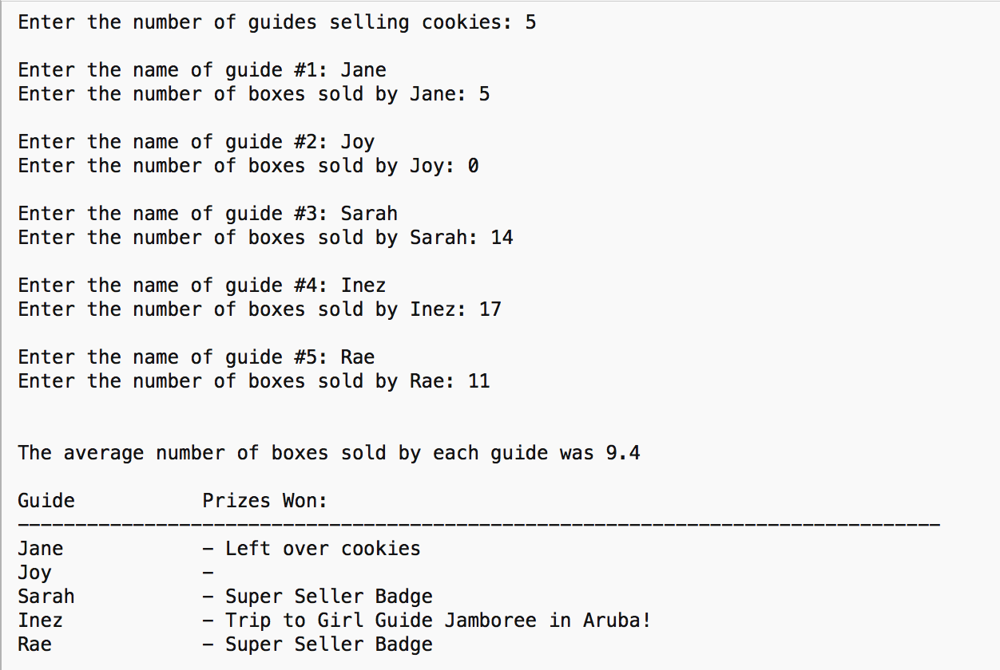 Enter the number of guides selling cookies: 5
Enter the name of guide #1: Jane
Enter the number of boxes sold by Jane: 5
Enter the name of guide #2: Joy
Enter the number of boxes sold by Joy: 0
Enter the name of guide #3: Sarah
Enter the number of boxes sold by Sarah: 14
Enter the name of guide #4: Inez
Enter the number of boxes sold by Inez: 17
Enter the name of guide #5: Rae
Enter the number of boxes sold by Rae: 11
The average number of boxes sold by each guide was 9.4
Guide           Prizes Won:
--------------------------------------------------------------------------------
Jane            - Left over cookies
Joy             -
Sarah           - Super Seller Badge
Inez            - Trip to Girl Guide Jamboree in Aruba!
Rae             - Super Seller Badge